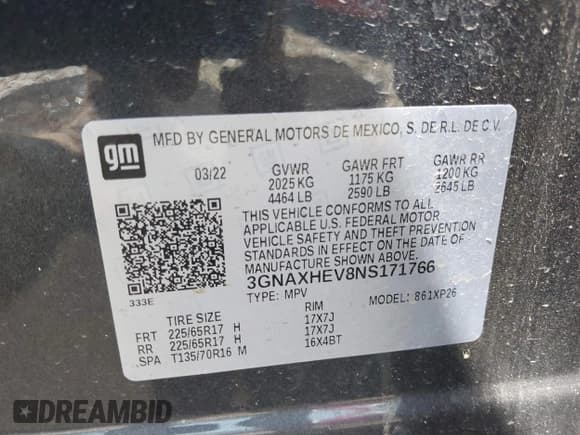 gm
MFD BY GENERAL MOTORS DE MEXICO, S. DE R.L. DE C.V.
03/22 GVWR GAWR FRT GAWR RR
2025 KG 1175 KG 1200 KG
4464 LB 2590 LB 2645 LB
THIS VEHICLE CONFORMS TO ALL
APPLICABLE U.S. FEDERAL MOTOR
VEHICLE SAFETY AND THEFT PREVENTION
STANDARDS IN EFFECT ON THE DATE OF
MANUFACTURE SHOWN ABOVE.
3GNAXHEV8NS171766
333E
TYPE: MPV MODEL: 861XP26
TIRE SIZE RIM
FRT 225/65R17 H 17X7J
RR 225/65R17 H 17X7J
SPA T135/70R16 M 16X4BT
DREAMBID